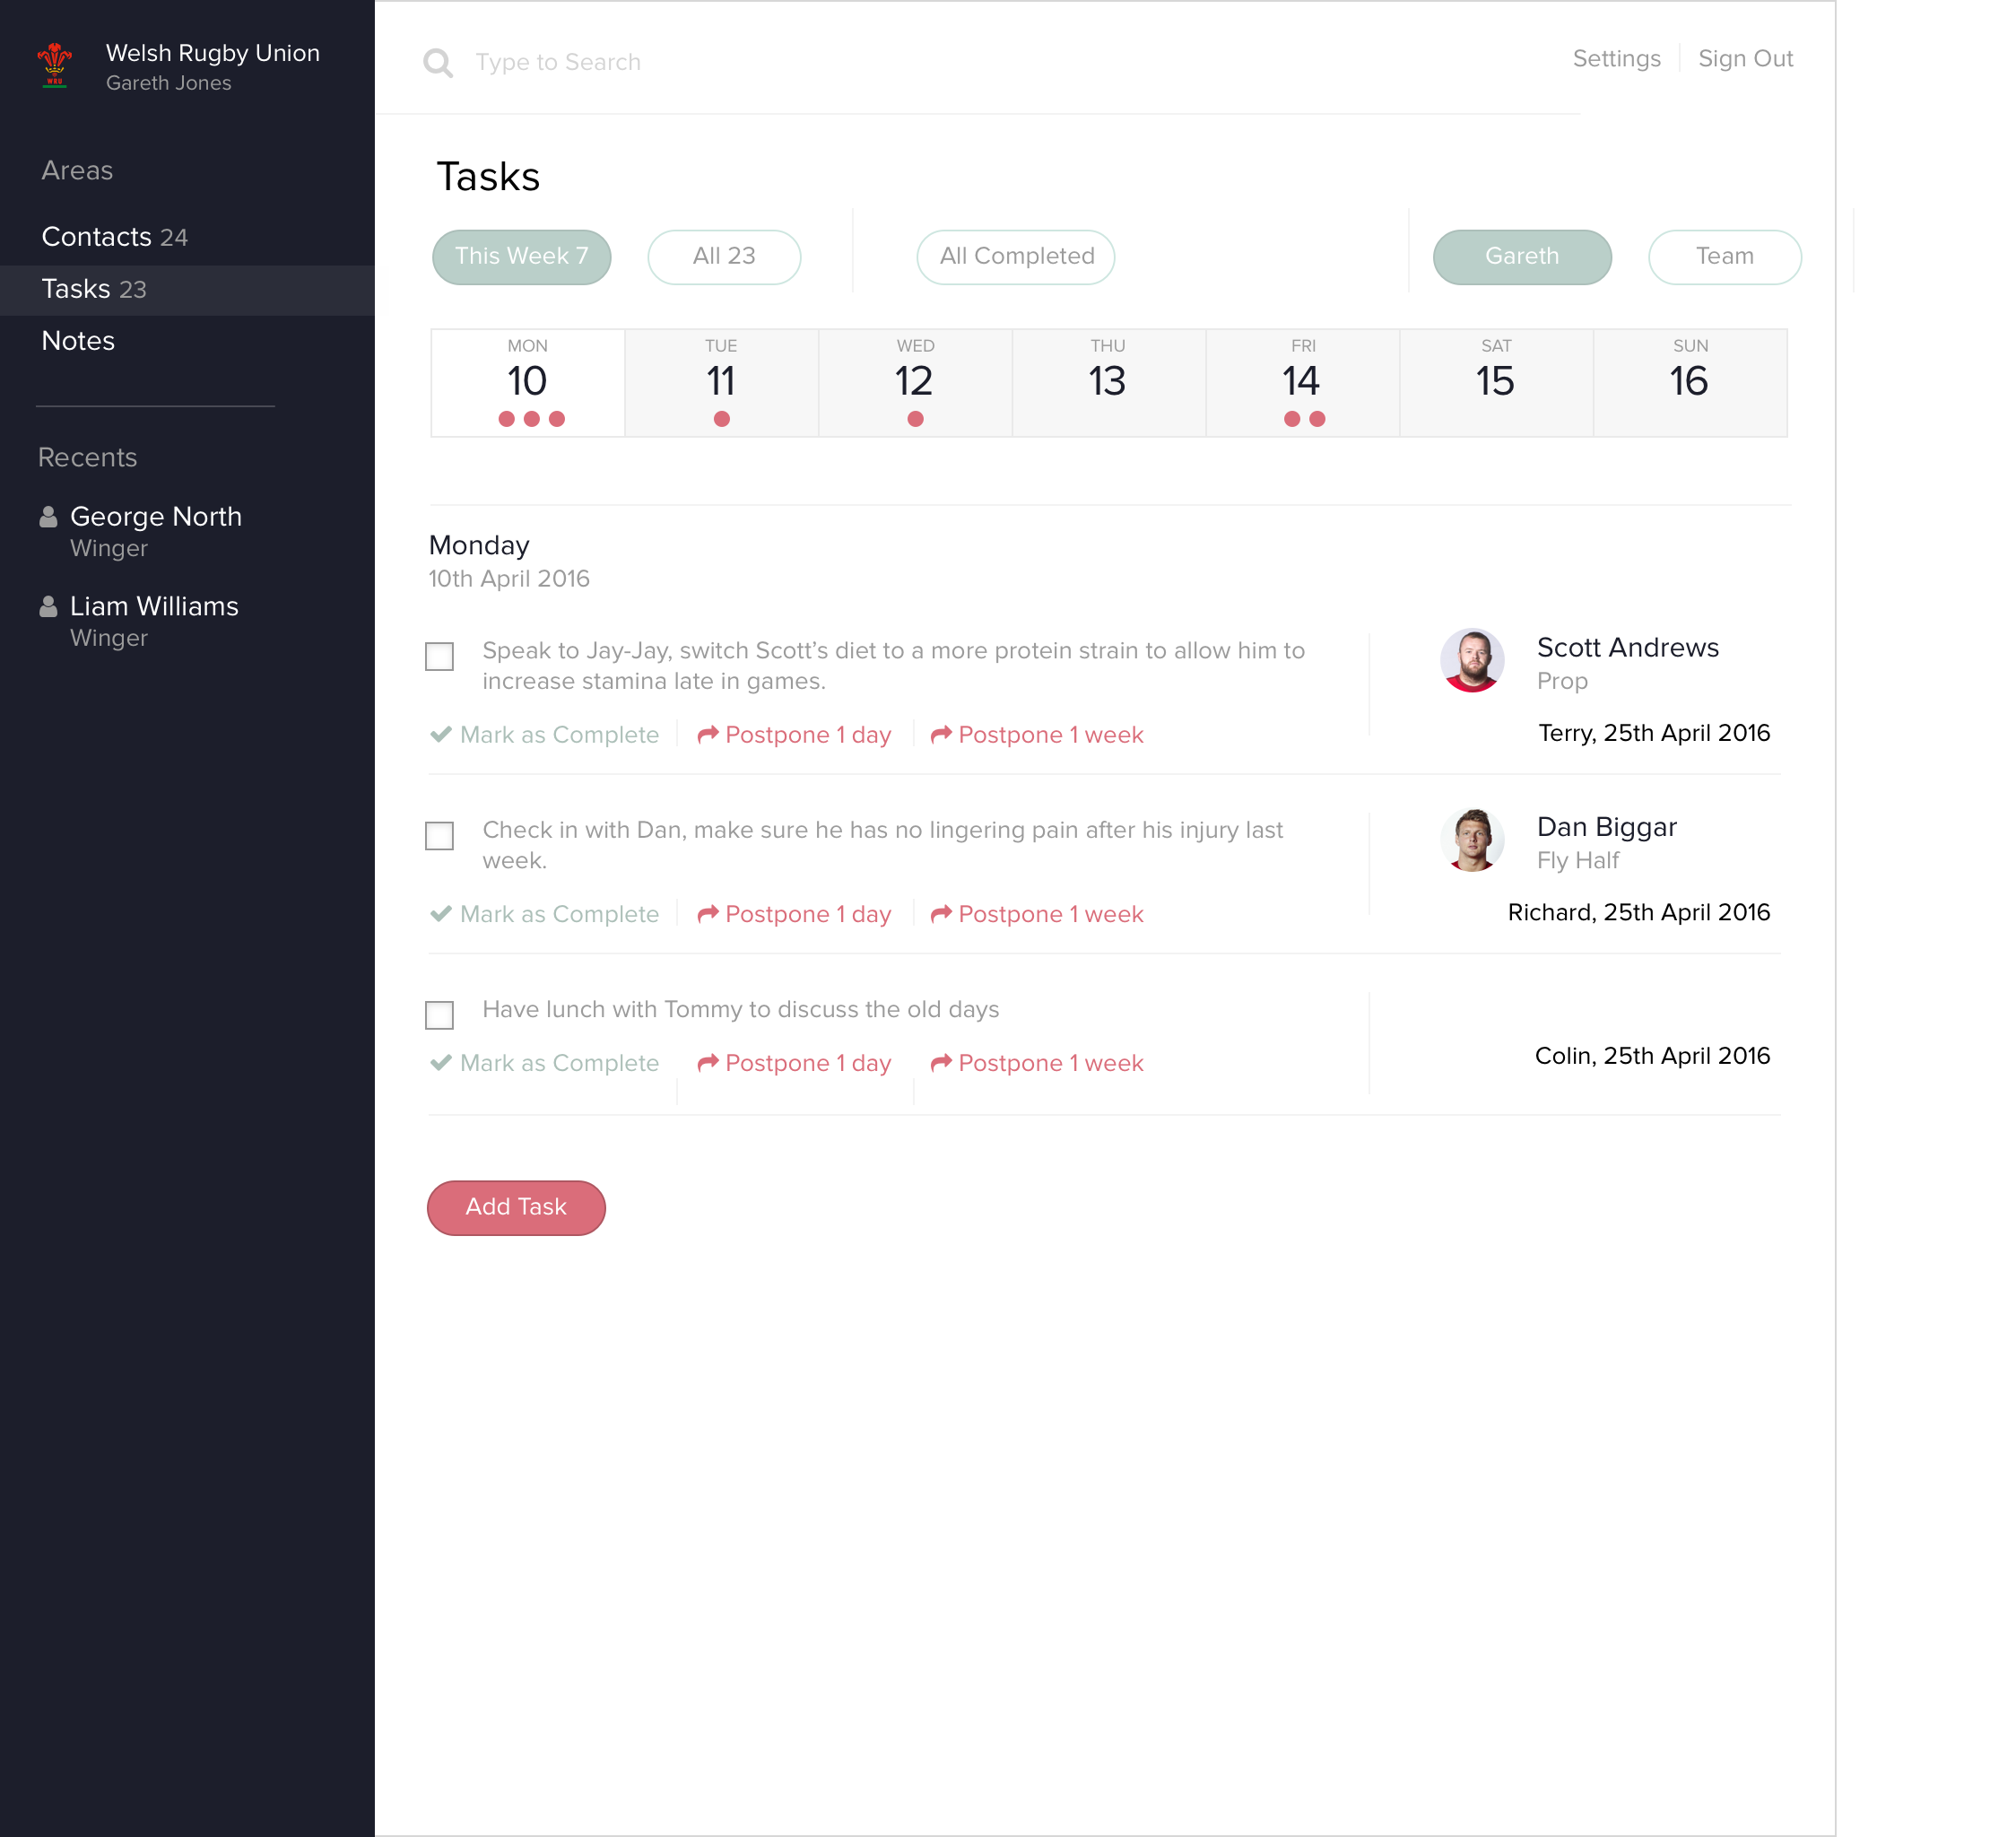 Welsh Rugby Union
Gareth Jones
WRU
Areas
Contacts 24
Tasks 23
Notes
Recents
George North
Winger
Liam Williams
Winger
Type to Search
Settings
Sign Out
Tasks
This Week 7
All 23
All Completed
Gareth
Team
MON
10
TUE
11
WED
12
THU
13
FRI
14
SAT
15
SUN
16
Monday
10th April 2016
Speak to Jay-Jay, switch Scott’s diet to a more protein strain to allow him to
increase stamina late in games.
Mark as Complete
Postpone 1 day
Postpone 1 week
Scott Andrews
Prop
Terry, 25th April 2016
Check in with Dan, make sure he has no lingering pain after his injury last
week.
Mark as Complete
Postpone 1 day
Postpone 1 week
Dan Biggar
Fly Half
Richard, 25th April 2016
Have lunch with Tommy to discuss the old days
Mark as Complete
Postpone 1 day
Postpone 1 week
Colin, 25th April 2016
Add Task